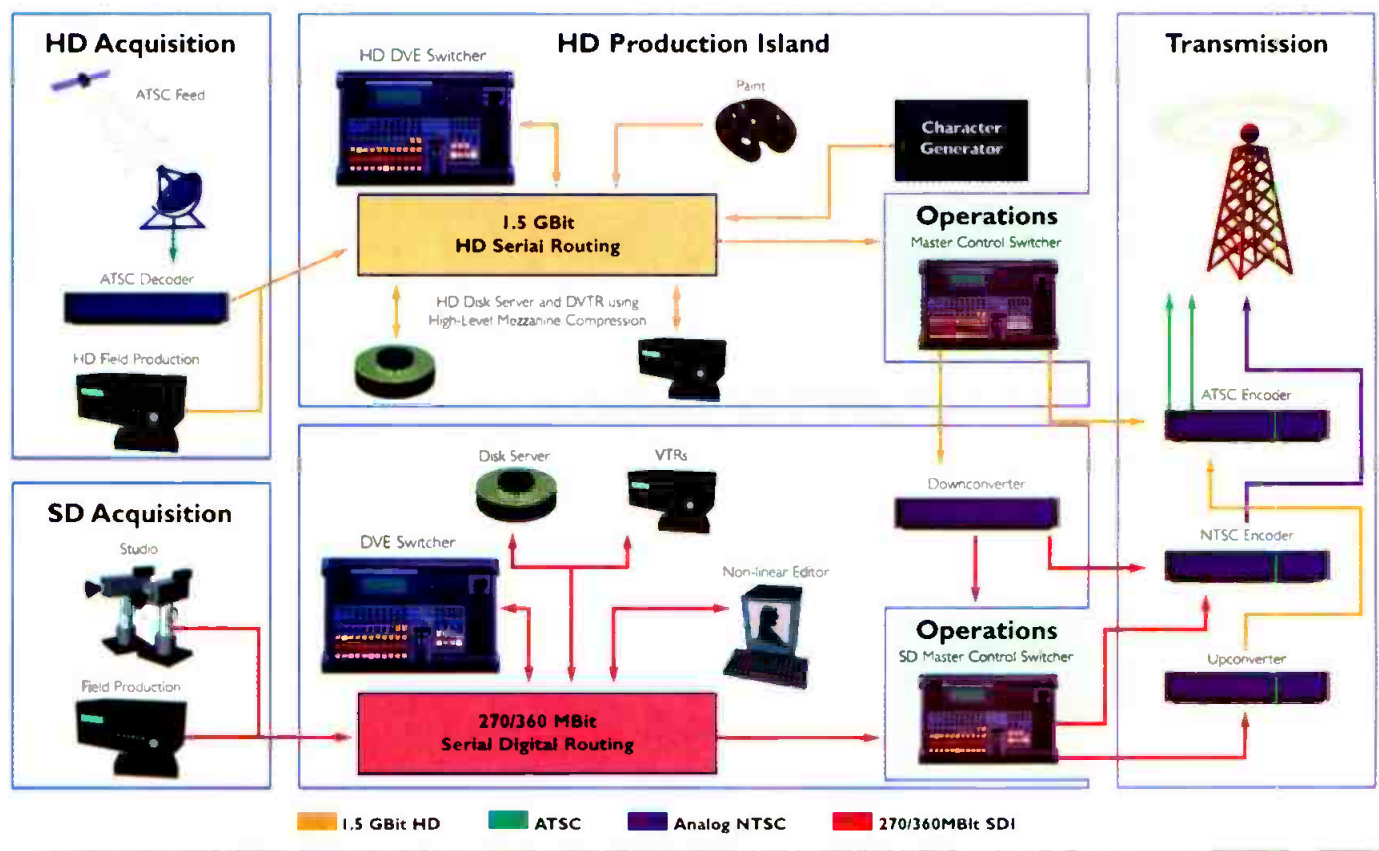 HD Acquisition
ATSC Feed
ATSC Decoder
HD Field Production
HD Production Island
HD DVE Switcher
Paint
Character
Generator
1.5 GBit
HD Serial Routing
HD Disk Server and DVTR using
High-Level Mezzanine Compression
Operations
Master Control Switcher
Transmission
ATSC Encoder
NTSC Encoder
Upconverter
SD Acquisition
Studio
Field Production
Disk Server
VTRs
DVE Switcher
Non-linear Editor
270/360 MBit
Serial Digital Routing
Downconverter
Operations
SD Master Control Switcher
1.5 GBit HD
ATSC
Analog NTSC
270/360MBit SDI